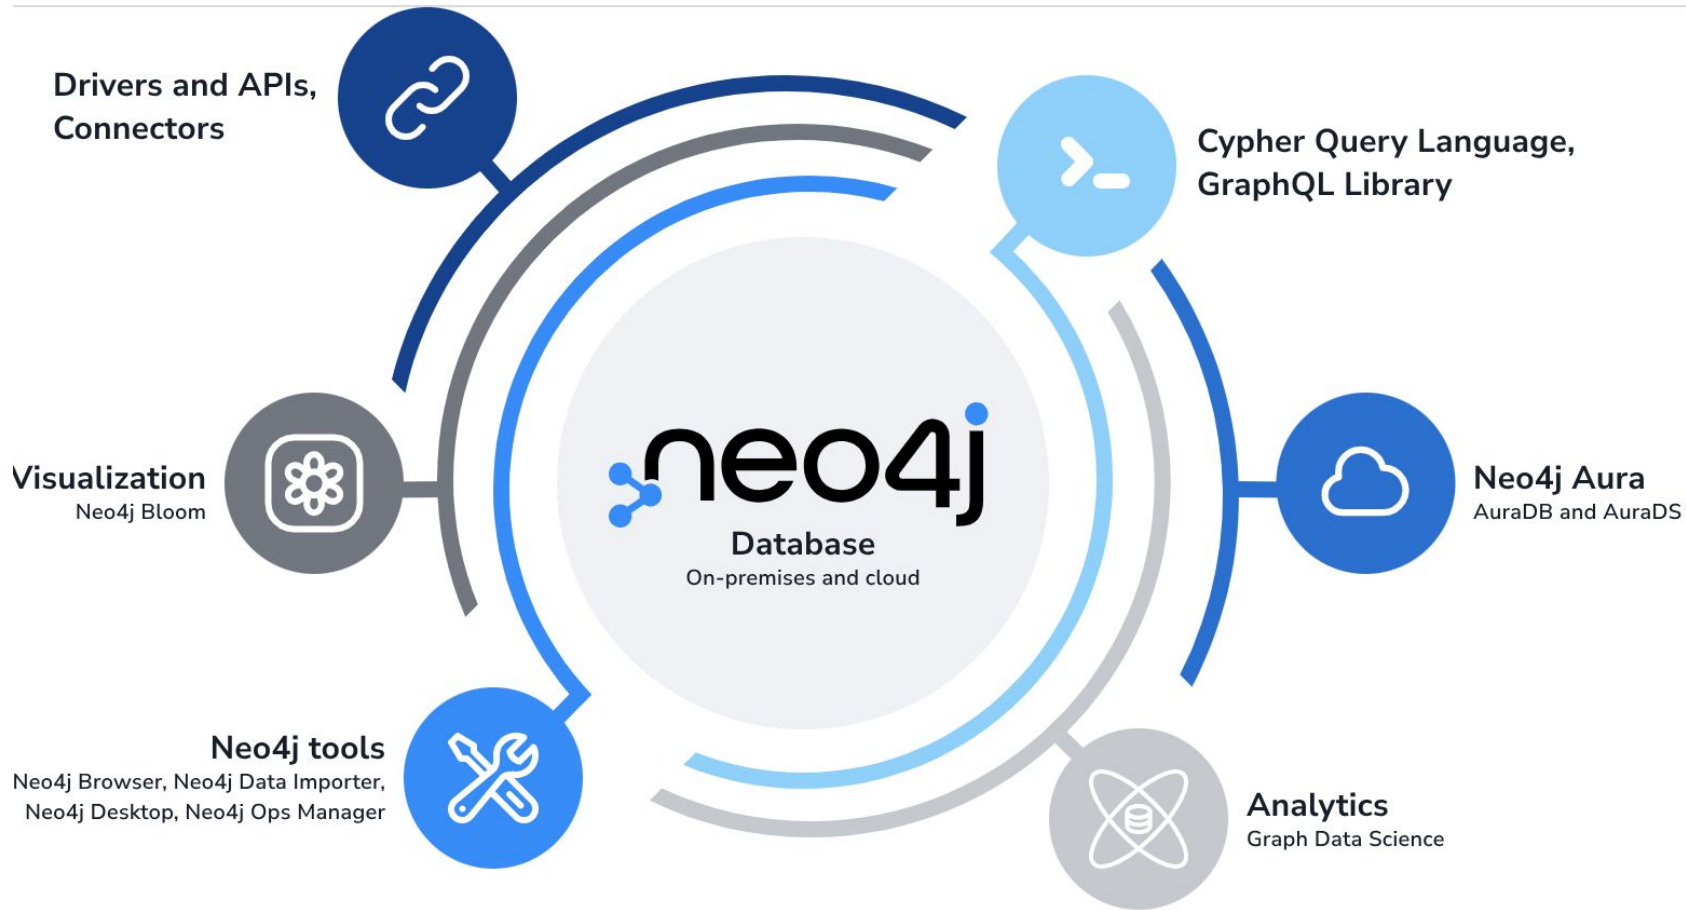 Drivers and APIs,
Connectors
Cypher Query Language,
GraphQL Library
Visualization
Neo4j Bloom
neo4j
Database
On-premises and cloud
Neo4j Aura
AuraDB and AuraDS
Neo4j tools
Neo4j Browser, Neo4j Data Importer,
Neo4j Desktop, Neo4j Ops Manager
Analytics
Graph Data Science